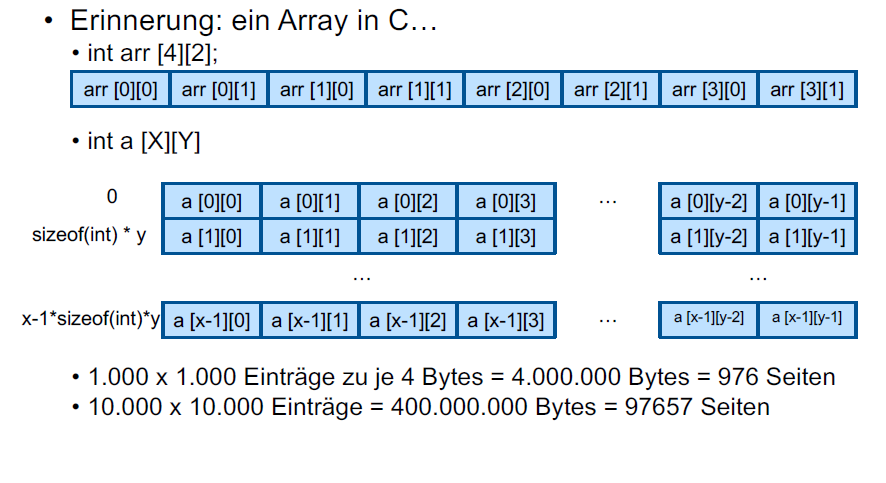 • Erinnerung: ein Array in C…
• int arr [4][2];
arr [0][0] arr [0][1] arr [1][0] arr [1][1] arr [2][0] arr [2][1] arr [3][0] arr [3][1]
• int a [X][Y]
0 a [0][0] a [0][1] a [0][2] a [0][3] … a [0][y-2] a [0][y-1]
sizeof(int) * y a [1][0] a [1][1] a [1][2] a [1][3] a [1][y-2] a [1][y-1]
… …
x-1*sizeof(int)*y a [x-1][0] a [x-1][1] a [x-1][2] a [x-1][3] … a [x-1][y-2] a [x-1][y-1]
• 1.000 x 1.000 Einträge zu je 4 Bytes = 4.000.000 Bytes = 976 Seiten
• 10.000 x 10.000 Einträge = 400.000.000 Bytes = 97657 Seiten